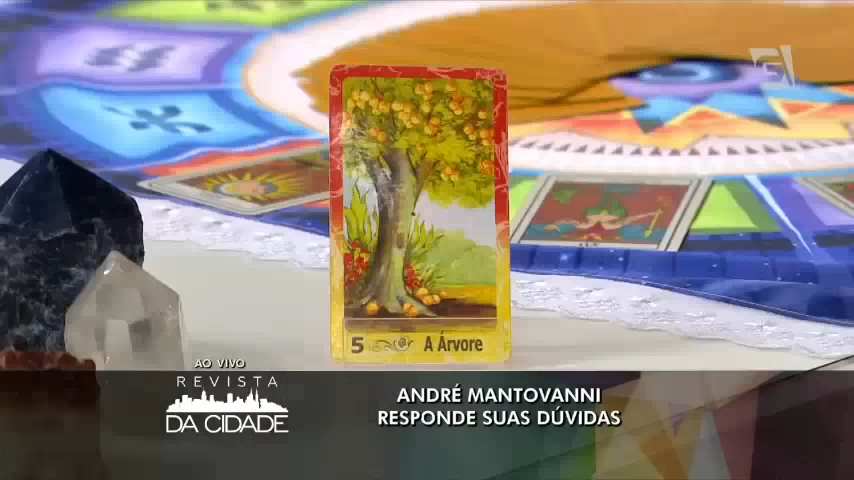 G
5 A Árvore
AO VIVO
REVISTA
DA CIDADE
ANDRÉ MANTOVANNI
RESPONDE SUAS DÚVIDAS